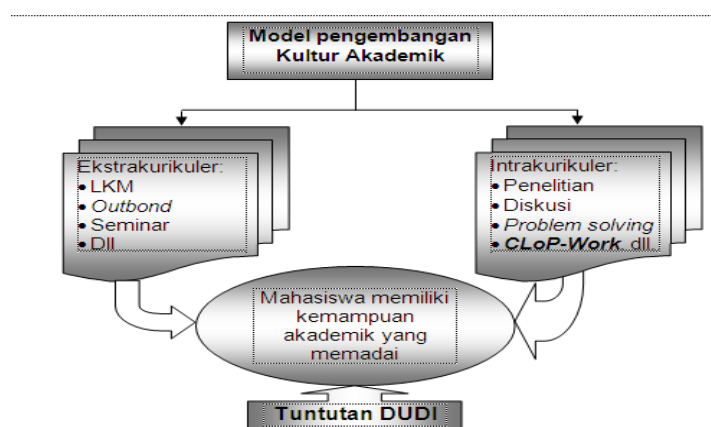 Model pengembangan
Kultur Akademik
Ekstrakurikuler:
• LKM
• Outbond
• Seminar
• Dll
Intrakurikuler:
• Penelitian
• Diskusi
• Problem solving
• CLoP-Work dll.
Mahasiswa memiliki
kemampuan
akademik yang
memadai
Tuntutan DUDI